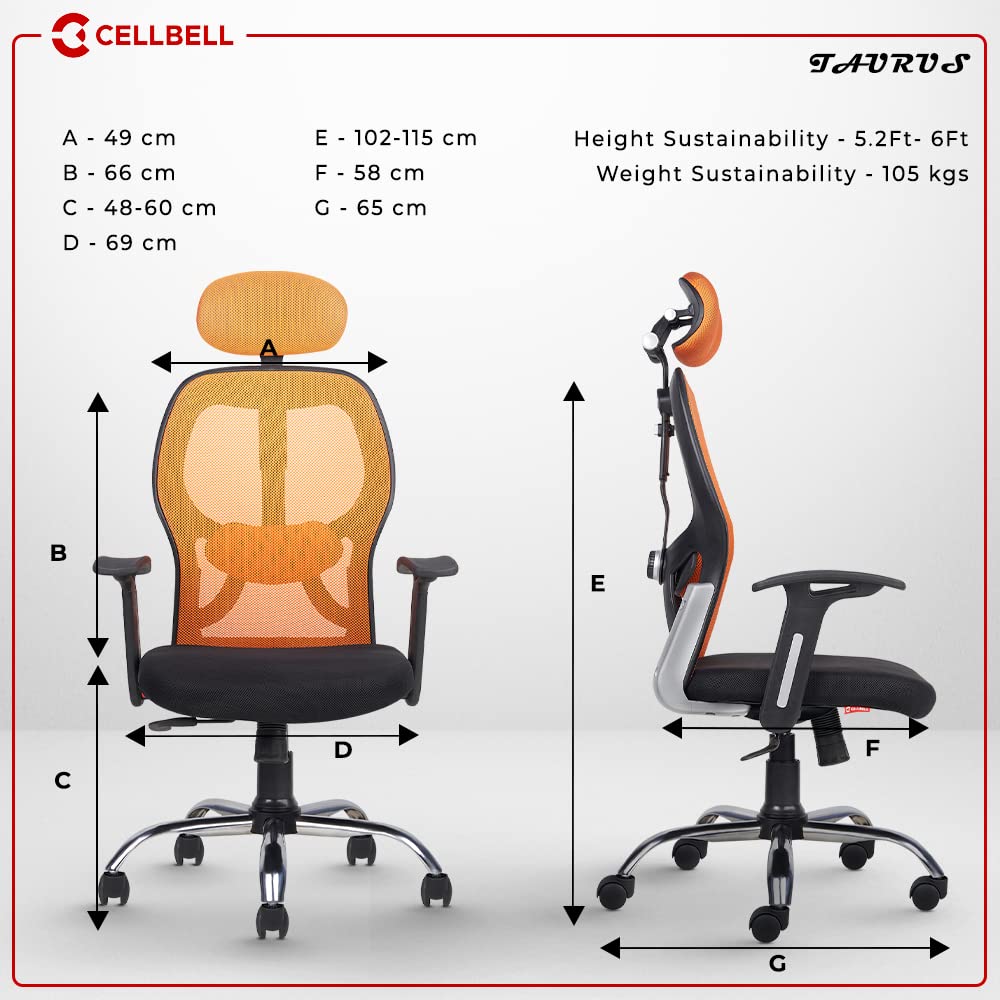 CELLBELL
TAURUS
A - 49 cm
B - 66 cm
C - 48-60 cm
D - 69 cm
E - 102-115 cm
F - 58 cm
G - 65 cm
Height Sustainability - 5.2Ft- 6Ft
Weight Sustainability - 105 kgs
A
B
C
D
E
F
G
CELLBELL